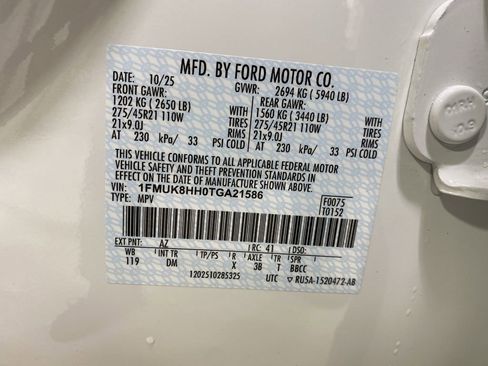 MFD. BY FORD MOTOR CO.
DATE: 10/25 GVWR: 2694 KG ( 5940 LB)
FRONT GAWR: REAR GAWR:
1202 KG ( 2650 LB) WITH 1560 KG ( 3440 LB) WITH
275/45R21 110W TIRES 275/45R21 110W TIRES
21x9.0J RIMS 21x9.0J RIMS
AT 230 kPa/ 33 PSI COLD AT 230 kPa/ 33 PSI COLD
THIS VEHICLE CONFORMS TO ALL APPLICABLE FEDERAL MOTOR
VEHICLE SAFETY AND THEFT PREVENTION STANDARDS
IN EFFECT ON THE DATE OF MANUFACTURE SHOWN ABOVE.
VIN: 1FMUK8HH0TGA21586
TYPE: MPV
F0075
T0152
EXT PNT: AZ RC: 41 DSO:
WB INT TR TP/PS R AXLE TR SPR
119 DM X 38 T BBCC
1202510285325 UTC ▽ RU5A-1520472-AB